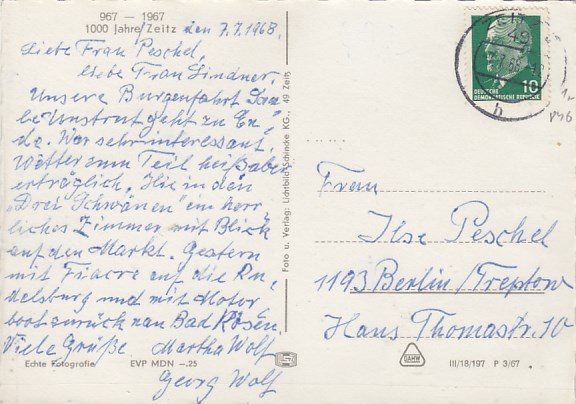 967 — 1967
1000 Jahre Zeitz
den 7.7.1968.
Liebe Frau Peschel,
liebe Frau Lindner,
Unsere Burgenfahrt „Saa
le Unstrut geht zu En
de. War sehr interessant.
Wetter zum Teil heiß aber
erträglich. Hie in den
„Drei Schwänen" ein herr
liches Zimmer mit Blick
auf den Markt. Gestern
mit Fiacre auf die Ru
delsburg und mit Motor
boot zurück nan Bad Kösen.
Viele Grüße Martha Wolf
Georg Wolf
Echte Fotografie EVP MDN –.25
Foto u. Verlag: Lichtbild Schincke KG., 49 Zeitz
49
b
10
DEUTSCHE
DEMOKRATISCHE REPUBLIK
Frau
Ilse Peschel
1193 Berlin/Treptow
Hans Thomastr. 10
III/18/197 P 3/67